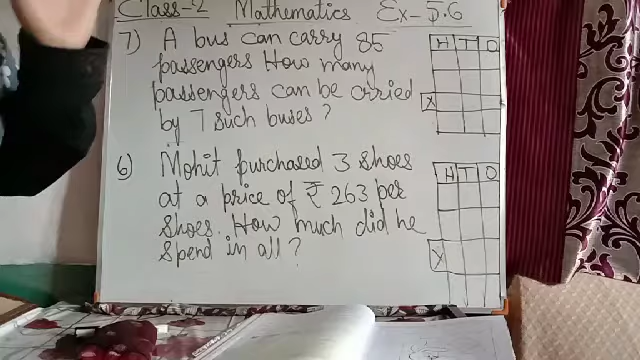 Class-2 Mathematics Ex-5.6
7) A bus can carry 85
passengers How many
passengers can be crried
by 7 such buses?
H T O
X
6) Mohit purchased 3 shoes
at a price of ₹ 263 per
shoes. How much did he
spend in all?
H T O
X